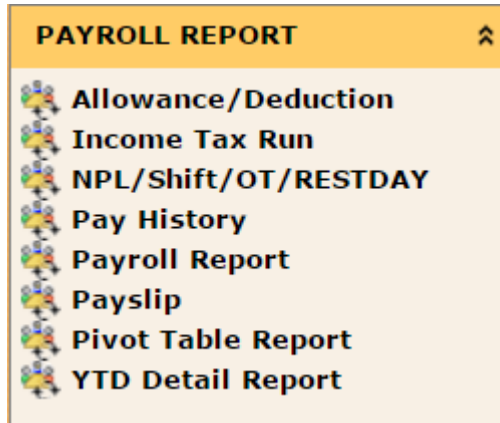 PAYROLL REPORT
Allowance/Deduction
Income Tax Run
NPL/Shift/OT/RESTDAY
Pay History
Payroll Report
Payslip
Pivot Table Report
YTD Detail Report